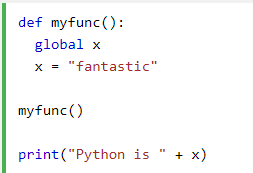 def myfunc():
  global x
  x = "fantastic"

myfunc()

print("Python is " + x)